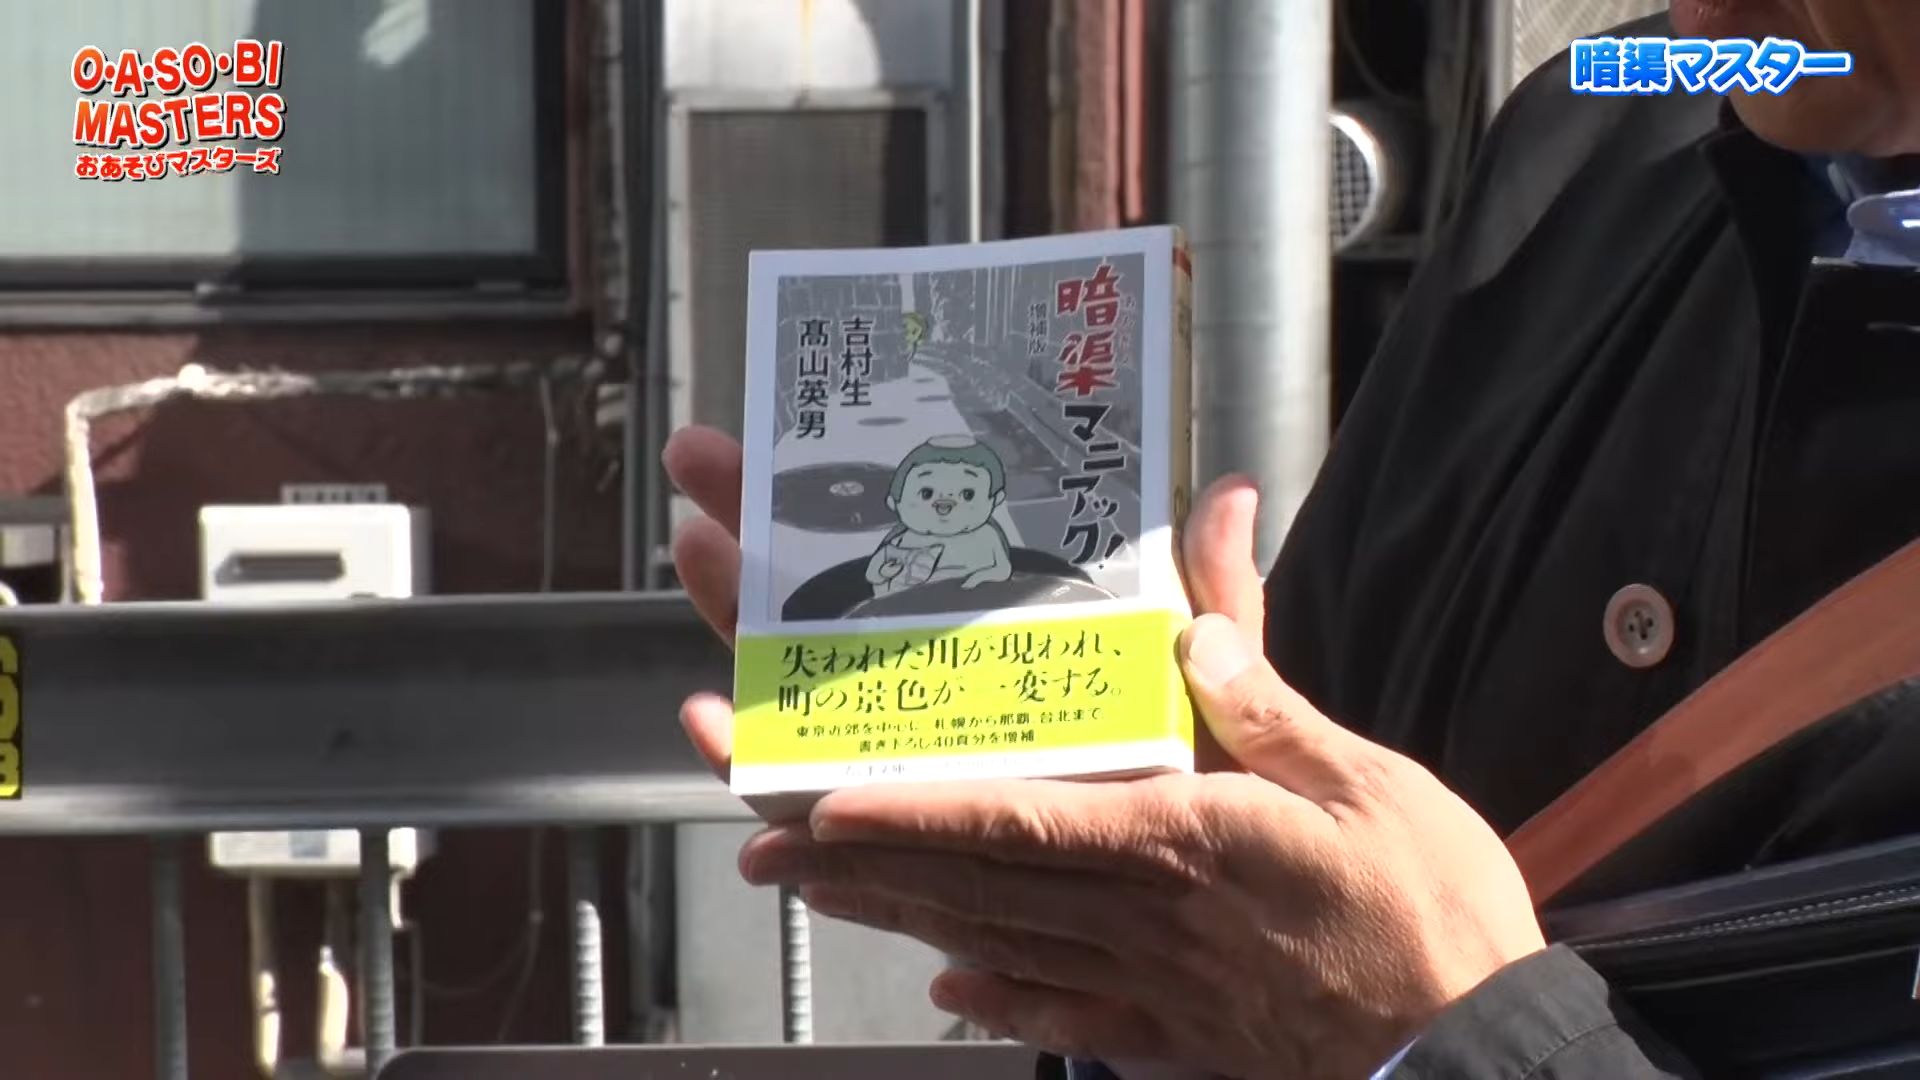 O・A・SO・BI
MASTERS
おあそびマスターズ
暗渠マスター
暗渠マニアック!
増補版
吉村生
髙山英男
失われた川が現われ、
町の景色が一変する。
東京近郊を中心に、札幌から那覇、台北まで。
書き下ろし40頁分を増補